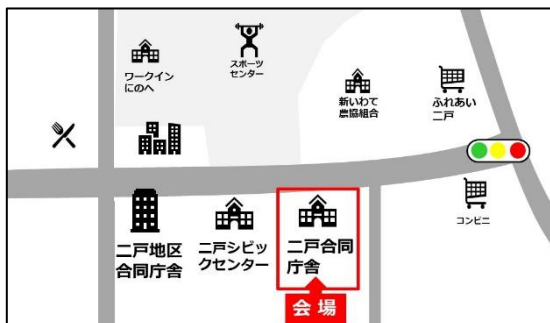 ワークイン
にのへ
スポーツ
センター
新いわて
農協組合
ふれあい
二戸
コンビニ
二戸地区
合同庁舎
二戸シビッ
クセンター
二戸合同
庁舎
会場